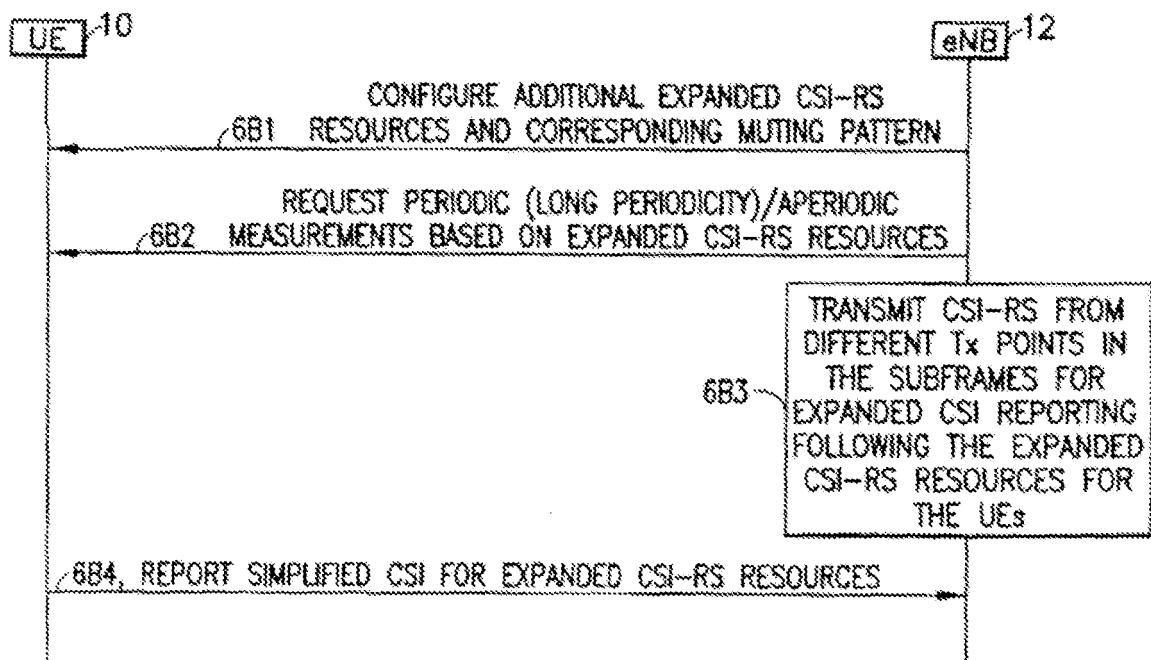 UE 10
eNB 12
CONFIGURE ADDITIONAL EXPANDED CSI-RS
6B1 RESOURCES AND CORRESPONDING MUTING PATTERN
REQUEST PERIODIC (LONG PERIODICITY)/APERIODIC
6B2 MEASUREMENTS BASED ON EXPANDED CSI-RS RESOURCES
TRANSMIT CSI-RS FROM
DIFFERENT Tx POINTS IN
THE SUBFRAMES FOR
6B3 EXPANDED CSI REPORTING
FOLLOWING THE EXPANDED
CSI-RS RESOURCES FOR
THE UEs
6B4, REPORT SIMPLIFIED CSI FOR EXPANDED CSI-RS RESOURCES